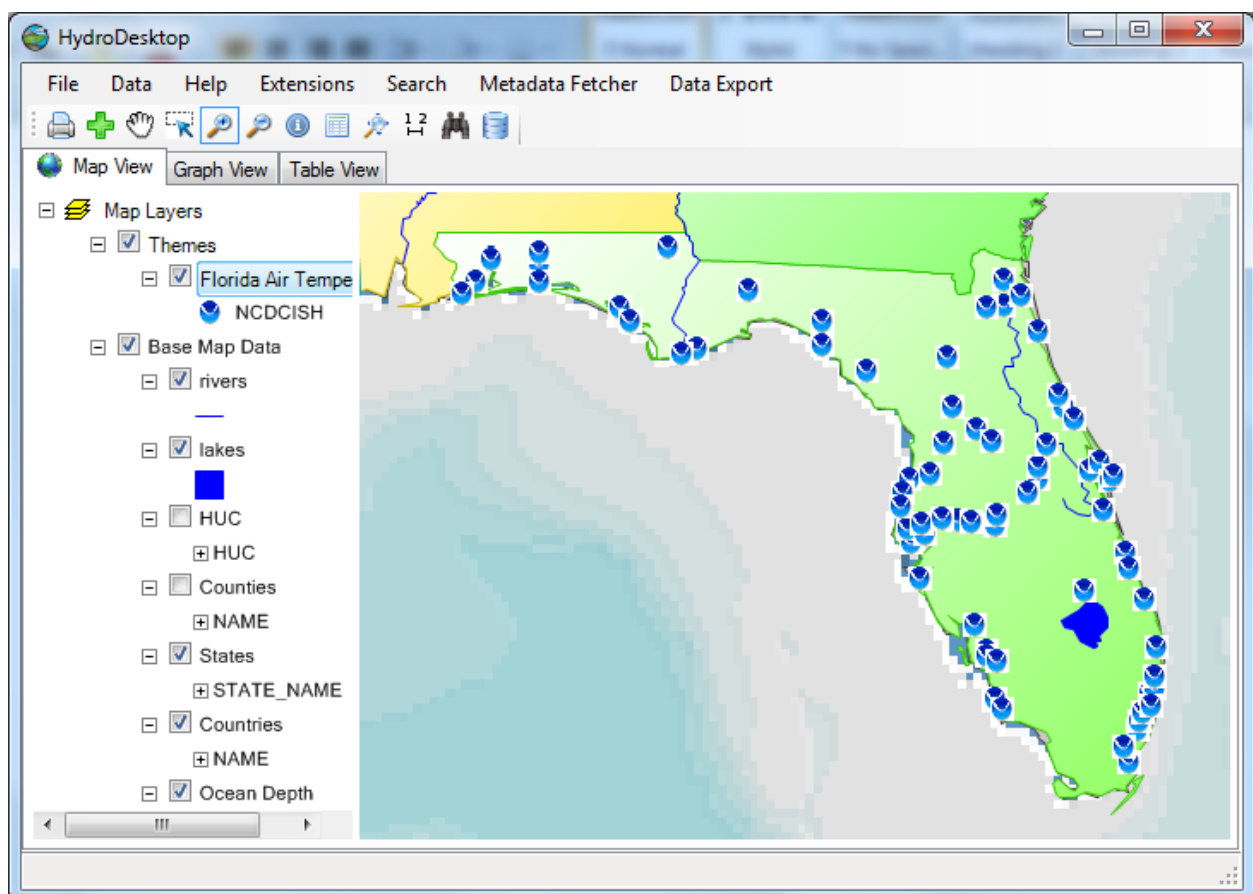 HydroDesktop
File Data Help Extensions Search Metadata Fetcher Data Export
1 2
Map View Graph View Table View
Map Layers
Themes
Florida Air Tempe
NCDCISH
Base Map Data
rivers
lakes
HUC
HUC
Counties
NAME
States
STATE_NAME
Countries
NAME
Ocean Depth